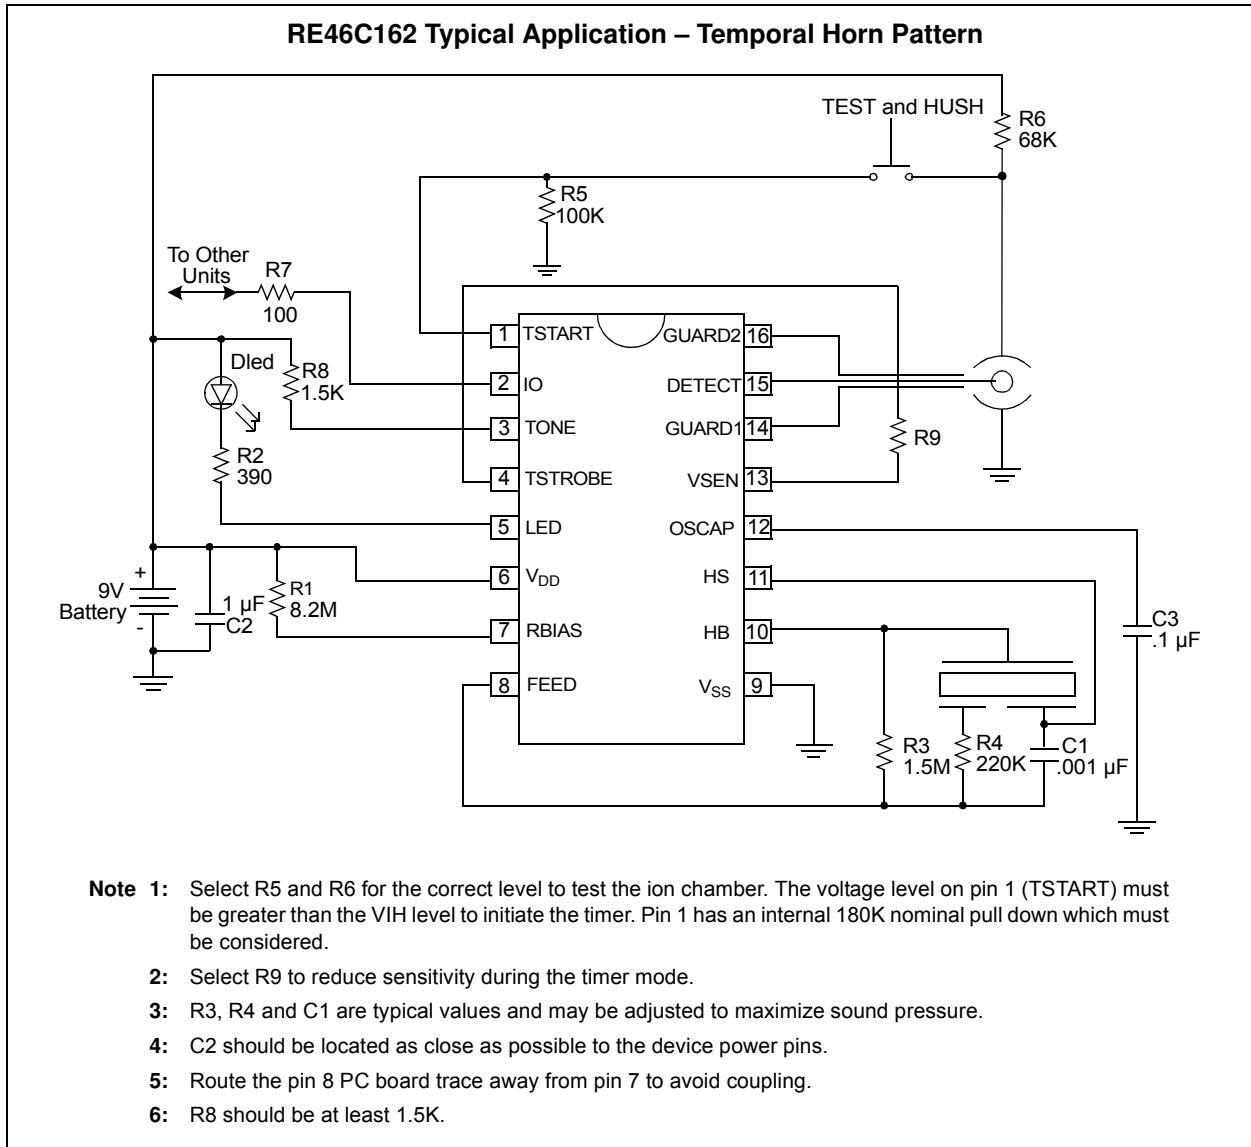 RE46C162 Typical Application – Temporal Horn Pattern
TEST and HUSH
R6
68K
R5
100K
To Other
Units
R7
100
Dled
R8
1.5K
R2
390
1 TSTART
2 IO
3 TONE
4 TSTROBE
5 LED
6 VDD
7 RBIAS
8 FEED
GUARD2 16
DETECT 15
GUARD1 14
VSEN 13
OSCAP 12
HS 11
HB 10
VSS 9
R9
+
9V
Battery
-
1 µF
C2
R1
8.2M
R3
1.5M
R4
220K
C1
.001 µF
C3
.1 µF
Note 1: Select R5 and R6 for the correct level to test the ion chamber. The voltage level on pin 1 (TSTART) must
be greater than the VIH level to initiate the timer. Pin 1 has an internal 180K nominal pull down which must
be considered.
2: Select R9 to reduce sensitivity during the timer mode.
3: R3, R4 and C1 are typical values and may be adjusted to maximize sound pressure.
4: C2 should be located as close as possible to the device power pins.
5: Route the pin 8 PC board trace away from pin 7 to avoid coupling.
6: R8 should be at least 1.5K.